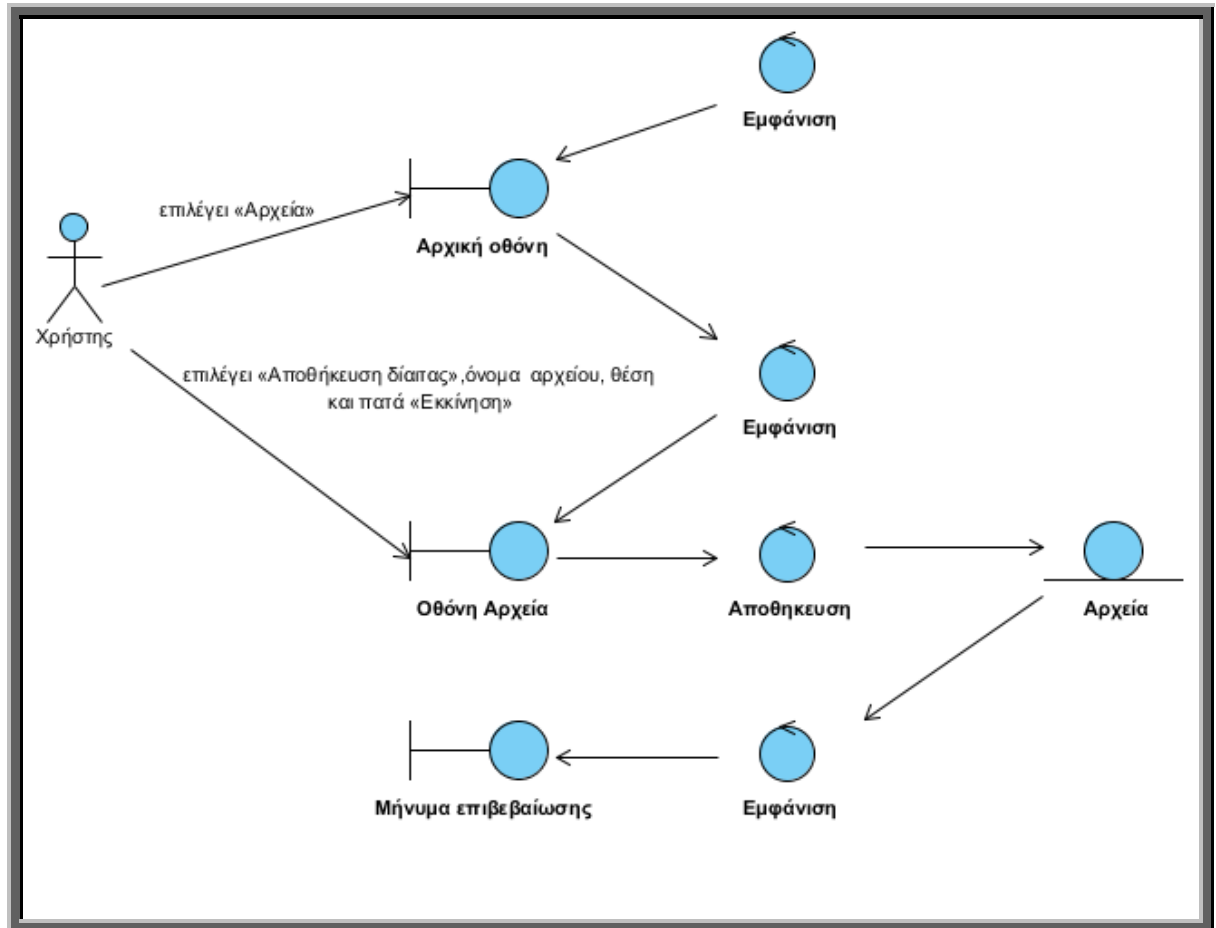 Εμφάνιση
επιλέγει «Αρχεία»
Αρχική οθόνη
Χρήστης
επιλέγει «Αποθήκευση δίαιτας» ,όνομα αρχείου, θέση
και πατά «Εκκίνηση»
Εμφάνιση
Οθόνη Αρχεία
Αποθηκευση
Αρχεία
Μήνυμα επιβεβαίωσης
Εμφάνιση